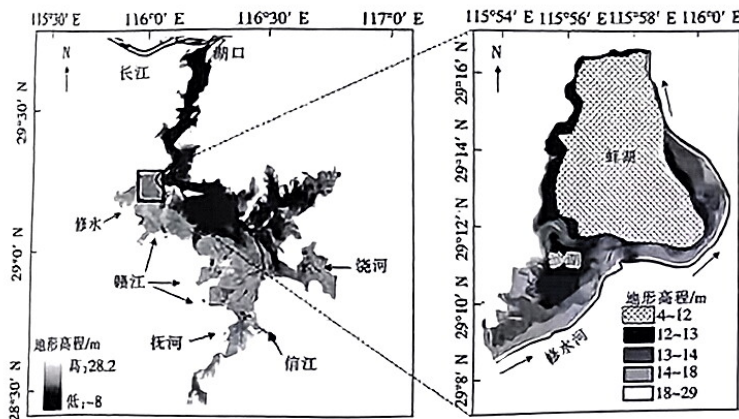 115°30′ E
116°0′ E
116°30′ E
117°0′ E
N
长江
湖口
29°30′ N
29°0′ N
28°30′ N
修水
赣江
抚河
信江
饶河
地形高程/m
高:28.2
低:-8
115°54′ E
115°56′ E
115°58′ E
116°0′ E
N
29°16′ N
29°14′ N
29°12′ N
29°10′ N
29°8′ N
蚌湖
修水河
地形高程/m
4~12
12~13
13~14
14~18
18~29